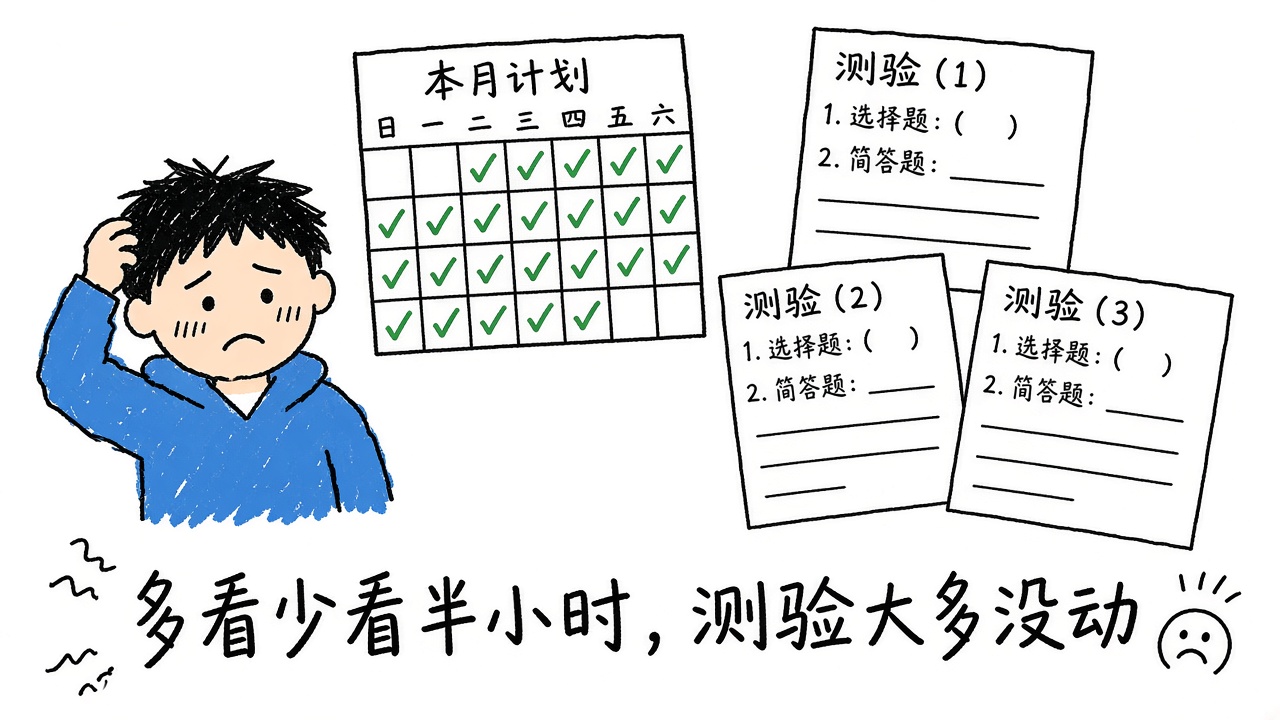 本月计划
日 一 二 三 四 五 六
测验 (1)
1. 选择题: ( )
2. 简答题:
测验 (2)
1. 选择题: ( )
2. 简答题:
测验 (3)
1. 选择题: ( )
2. 简答题:
多看少看半小时, 测验大多没动